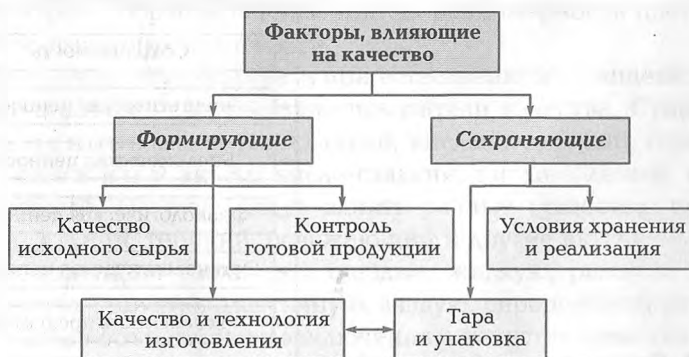 Факторы, влияющие
на качество
Формирующие
Сохраняющие
Качество
исходного сырья
Контроль
готовой продукции
Условия хранения
и реализация
Качество и технология
изготовления
Тара
и упаковка